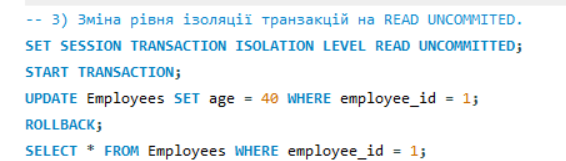 -- 3) Зміна рівня ізоляції транзакцій на READ UNCOMMITED.
SET SESSION TRANSACTION ISOLATION LEVEL READ UNCOMMITTED;
START TRANSACTION;
UPDATE Employees SET age = 40 WHERE employee_id = 1;
ROLLBACK;
SELECT * FROM Employees WHERE employee_id = 1;